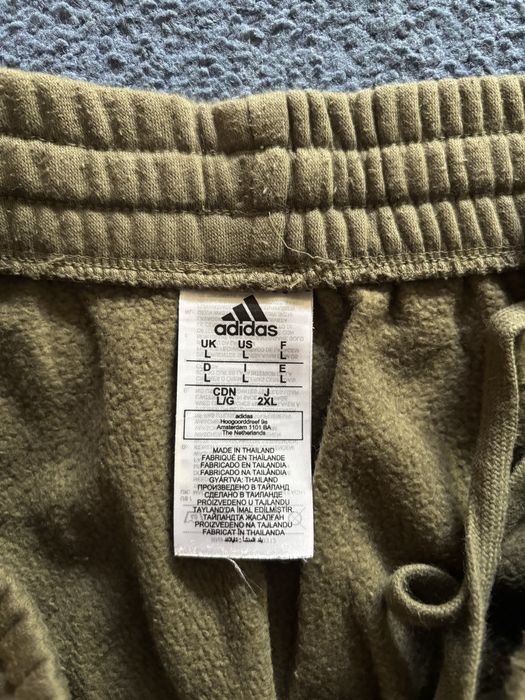 adidas
UK US F
L L L
D I E
L L L
CDN J
L/G 2XL
adidas
Hoogoorddreef 9a
Amsterdam 1101 BA
The Netherlands
MADE IN THAILAND
FABRIQUÉ EN THAÏLANDE
FABRICADO EN TAILANDIA
FABRICADO NA TAILÂNDIA
GYÁRTVA: THAIFÖLD
ПРОИЗВЕДЕНО В ТАЙЛАНД
СДЕЛАНО В ТАИЛАНДЕ
PROIZVEDENO U TAJLANDU
TAYLAND'DA İMAL EDİLMİŞTİR
ТАЙЛАНДТА ЖАСАЛҒАН
PROIZVEDENO NA TAJLANDU
FABRICAT ÎN THAILANDA